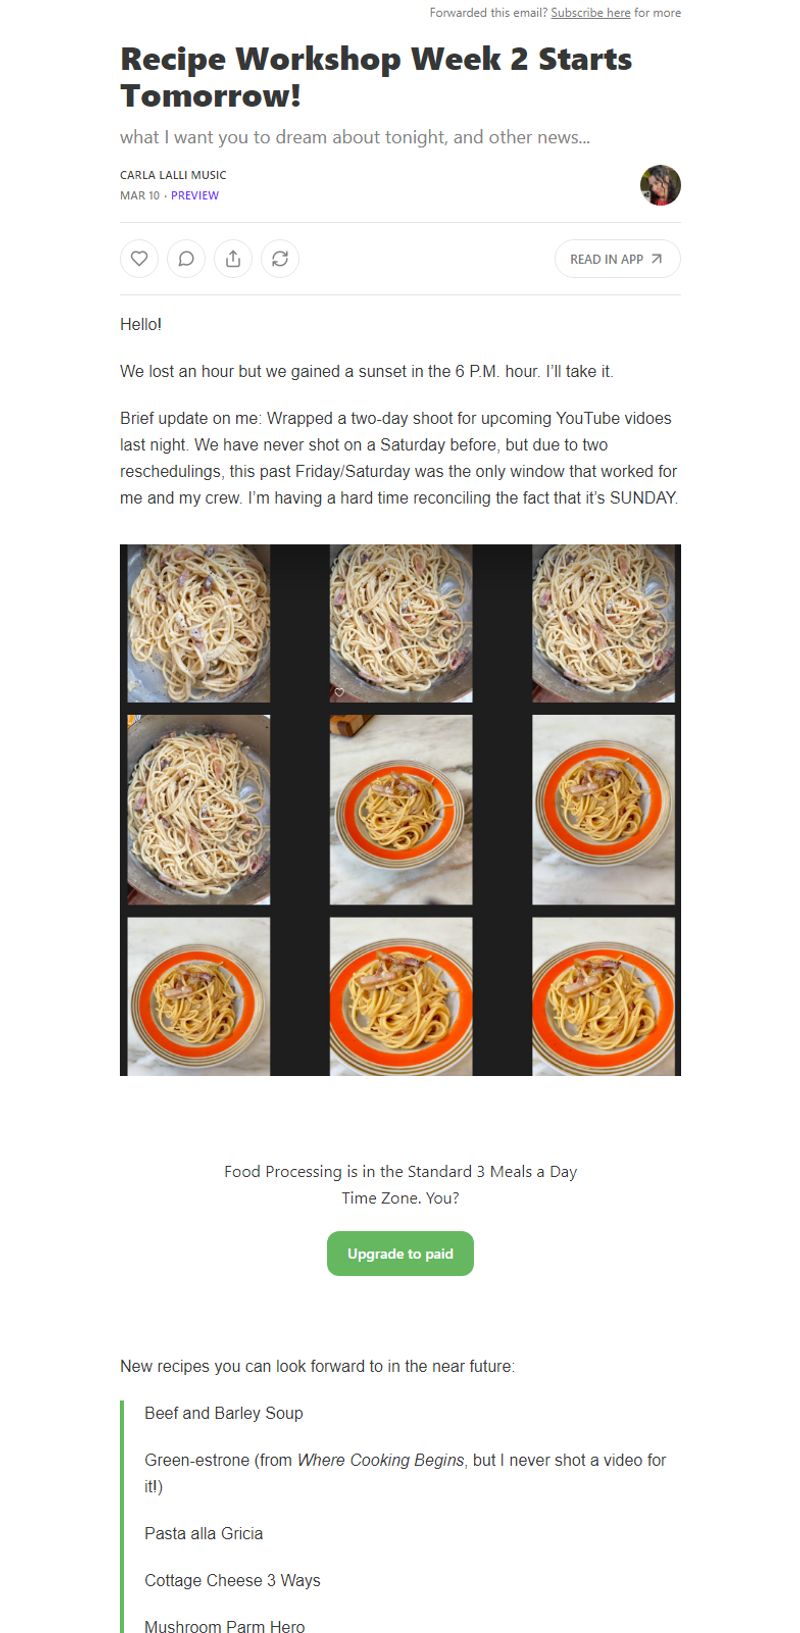 Forwarded this email? Subscribe here for more
Recipe Workshop Week 2 Starts
Tomorrow!
what I want you to dream about tonight, and other news...
CARLA LALLI MUSIC
MAR 10 · PREVIEW
READ IN APP
Hello!
We lost an hour but we gained a sunset in the 6 P.M. hour. I’ll take it.
Brief update on me: Wrapped a two-day shoot for upcoming YouTube vidoes
last night. We have never shot on a Saturday before, but due to two
reschedulings, this past Friday/Saturday was the only window that worked for
me and my crew. I’m having a hard time reconciling the fact that it’s SUNDAY.
Food Processing is in the Standard 3 Meals a Day
Time Zone. You?
Upgrade to paid
New recipes you can look forward to in the near future:
Beef and Barley Soup
Green-estrone (from Where Cooking Begins, but I never shot a video for
it!)
Pasta alla Gricia
Cottage Cheese 3 Ways
Mushroom Parm Hero